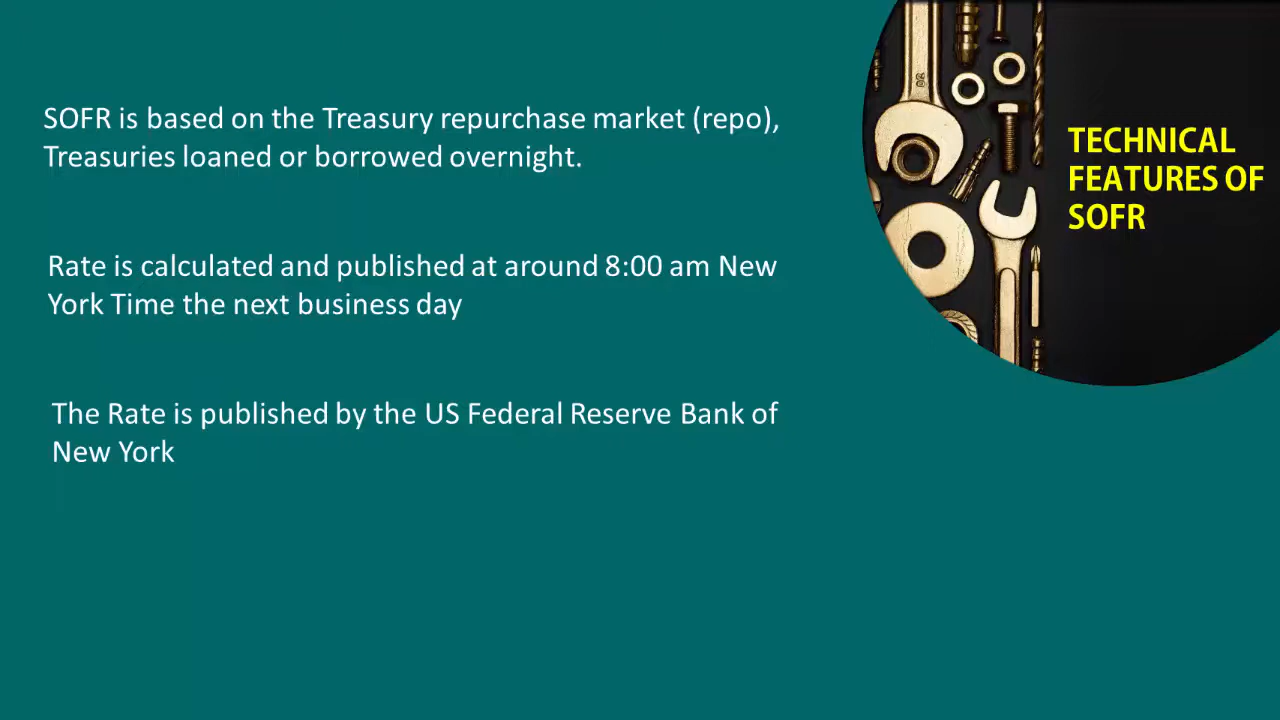 SOFR is based on the Treasury repurchase market (repo),
Treasuries loaned or borrowed overnight.
Rate is calculated and published at around 8:00 am New
York Time the next business day
The Rate is published by the US Federal Reserve Bank of
New York
TECHNICAL
FEATURES OF
SOFR